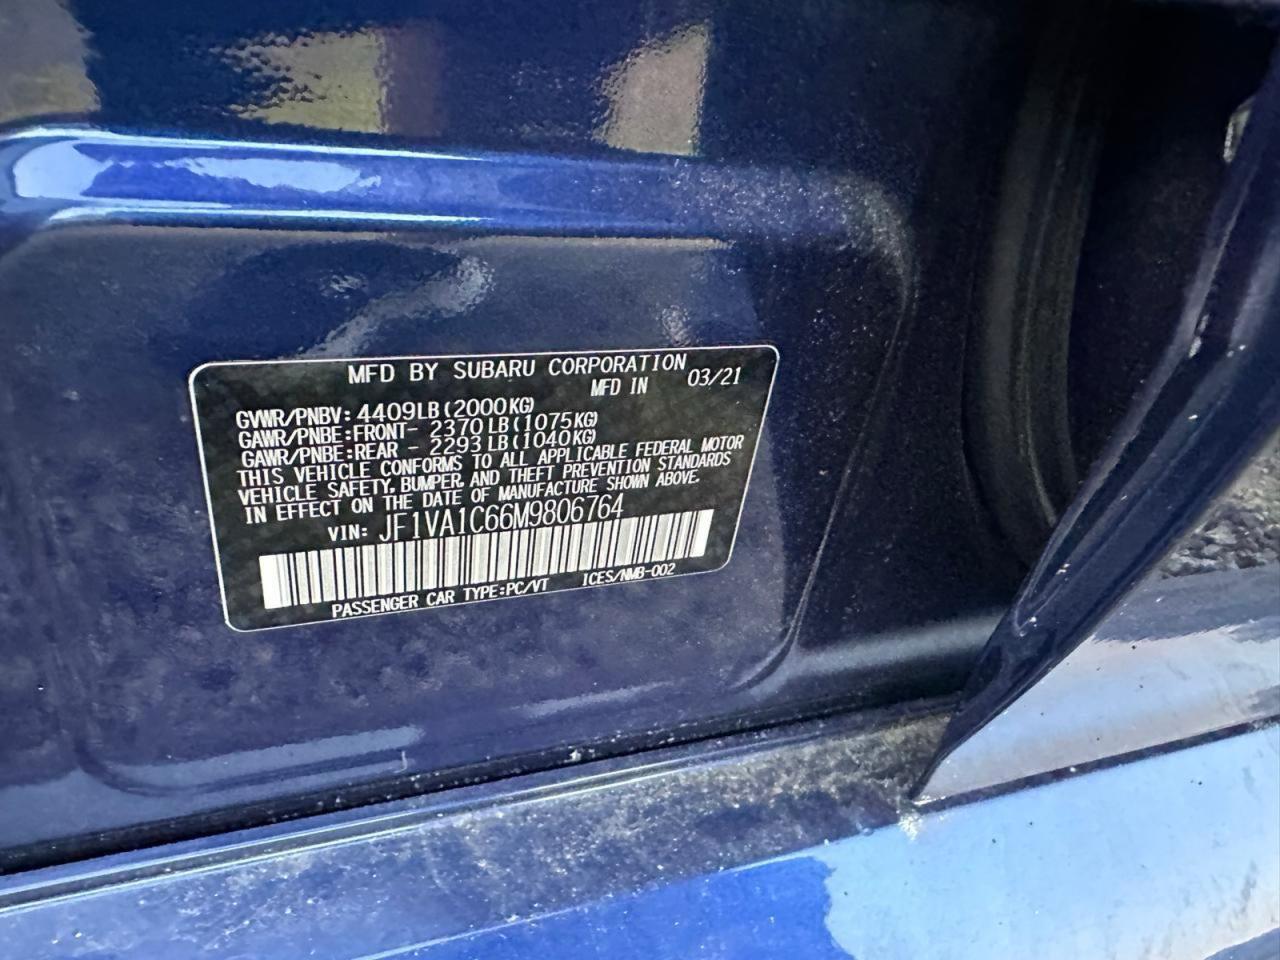 MFD BY SUBARU CORPORATION
MFD IN 03/21
GVWR/PNBV: 4409LB(2000KG)
GAWR/PNBE:FRONT- 2370LB(1075KG)
GAWR/PNBE:REAR - 2293LB(1040KG)
THIS VEHICLE CONFORMS TO ALL APPLICABLE FEDERAL MOTOR
VEHICLE SAFETY, BUMPER, AND THEFT PREVENTION STANDARDS
IN EFFECT ON THE DATE OF MANUFACTURE SHOWN ABOVE.
VIN: JF1VA1C66M9806764
PASSENGER CAR TYPE:PC/VT ICES/NMB-002